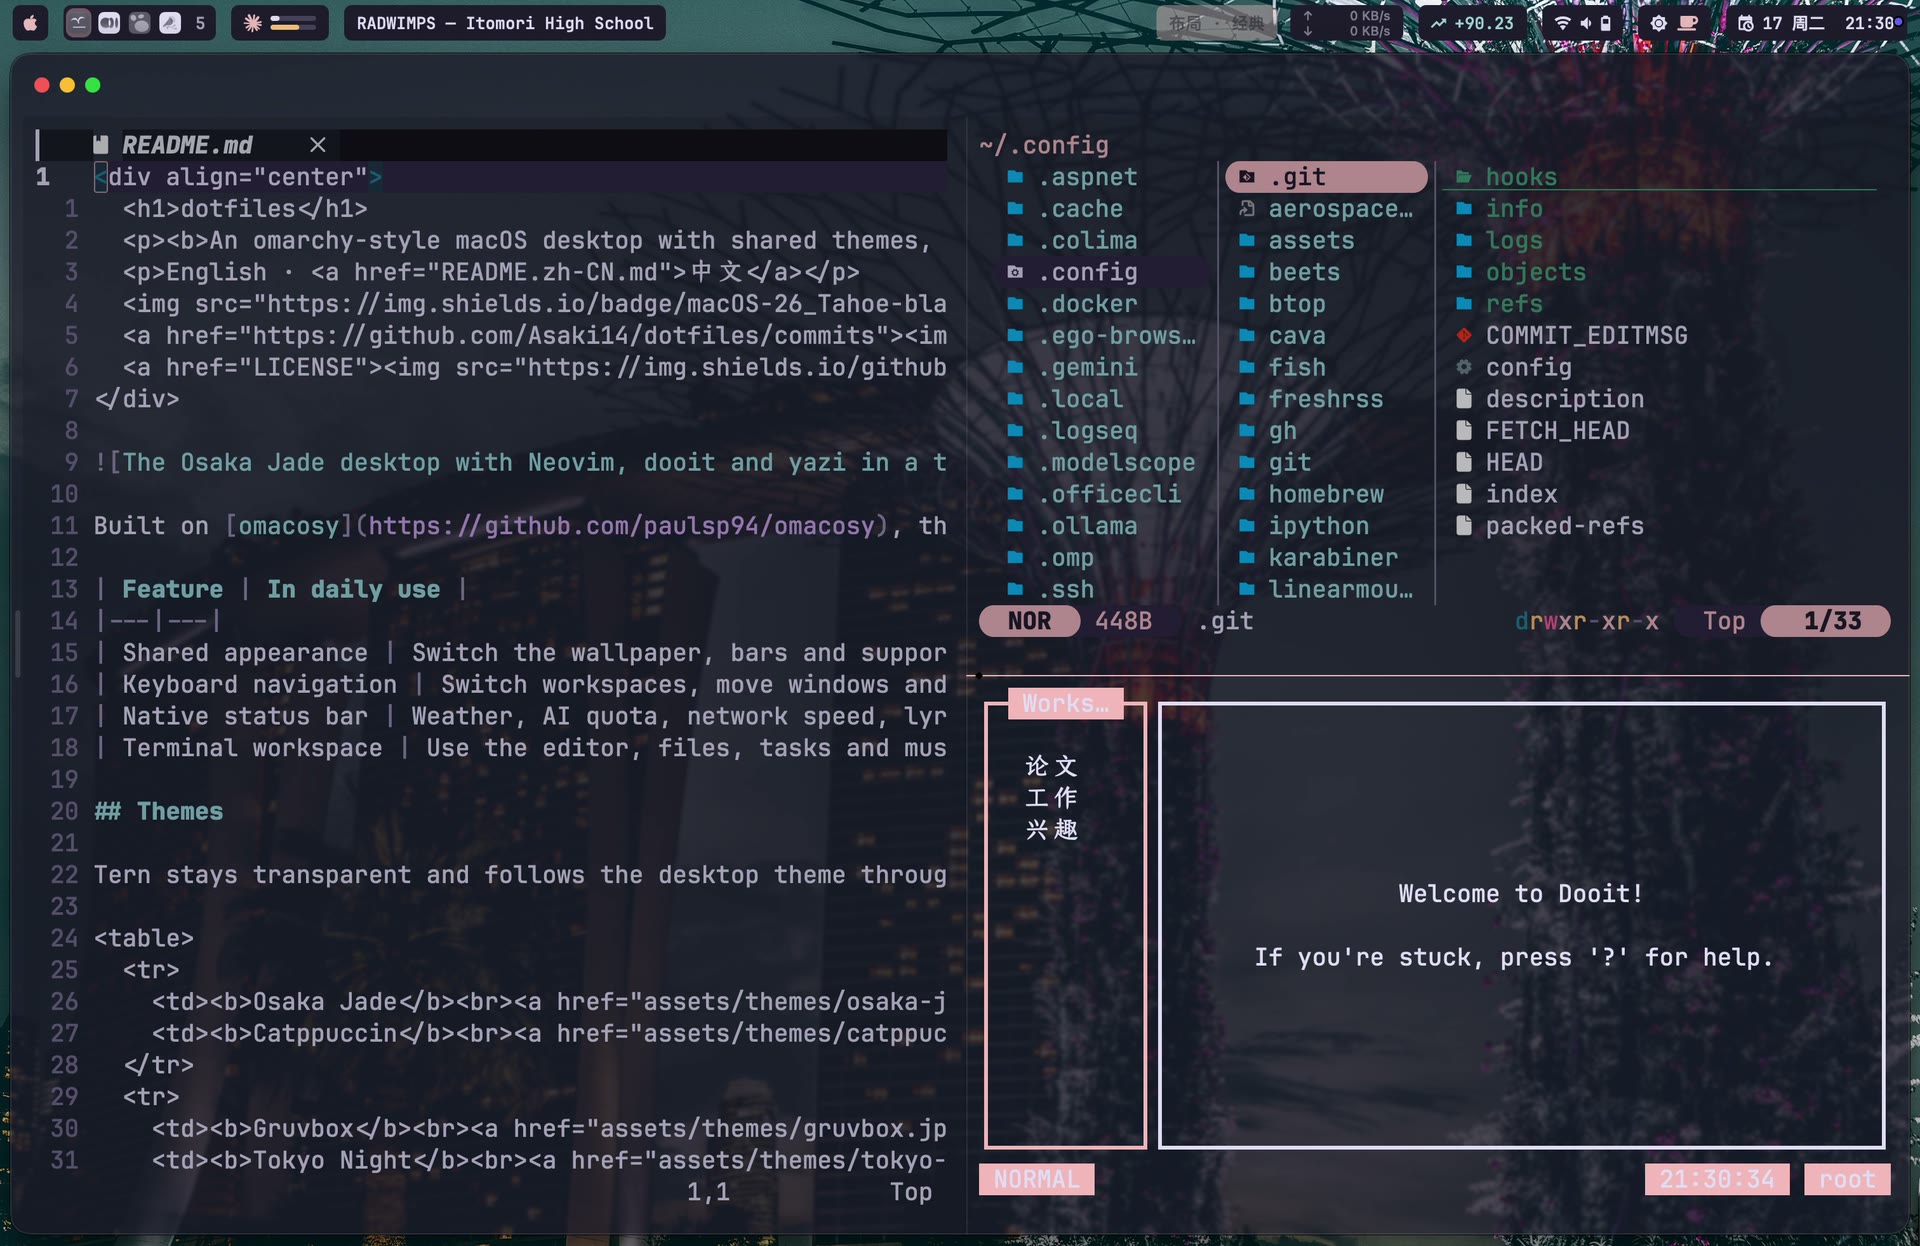 5
RADWIMPS – Itomori High School
布局 · 经典
↑ 0 KB/s
↓ 0 KB/s
+90.23
17 周二 21:30
README.md ×
1 <div align="center">
1 <h1>dotfiles</h1>
2 <p><b>An omarchy-style macOS desktop with shared themes,
3 <p>English · <a href="README.zh-CN.md">中文</a></p>
4 <img src="https://img.shields.io/badge/macOS-26_Tahoe-bla
5 <a href="https://github.com/Asaki14/dotfiles/commits"><im
6 <a href="LICENSE"><img src="https://img.shields.io/github
7 </div>
8
9 ![The Osaka Jade desktop with Neovim, dooit and yazi in a t
10
11 Built on [omacosy](https://github.com/paulsp94/omacosy), th
12
13 | Feature | In daily use |
14 |---|---|
15 | Shared appearance | Switch the wallpaper, bars and suppor
16 | Keyboard navigation | Switch workspaces, move windows and
17 | Native status bar | Weather, AI quota, network speed, lyr
18 | Terminal workspace | Use the editor, files, tasks and mus
19
20 ## Themes
21
22 Tern stays transparent and follows the desktop theme throug
23
24 <table>
25 <tr>
26 <td><b>Osaka Jade</b><br><a href="assets/themes/osaka-j
27 <td><b>Catppuccin</b><br><a href="assets/themes/catppuc
28 </tr>
29 <tr>
30 <td><b>Gruvbox</b><br><a href="assets/themes/gruvbox.jp
31 <td><b>Tokyo Night</b><br><a href="assets/themes/tokyo-
1,1 Top
~/.config
.aspnet
.cache
.colima
.config
.docker
.ego-brows…
.gemini
.local
.logseq
.modelscope
.officecli
.ollama
.omp
.ssh
.git
aerospace…
assets
beets
btop
cava
fish
freshrss
gh
git
homebrew
ipython
karabiner
linearmou…
hooks
info
logs
objects
refs
COMMIT_EDITMSG
config
description
FETCH_HEAD
HEAD
index
packed-refs
NOR 448B .git drwxr-xr-x Top 1/33
Works…
论文
工作
兴趣
Welcome to Dooit!
If you're stuck, press '?' for help.
NORMAL 21:30:34 root